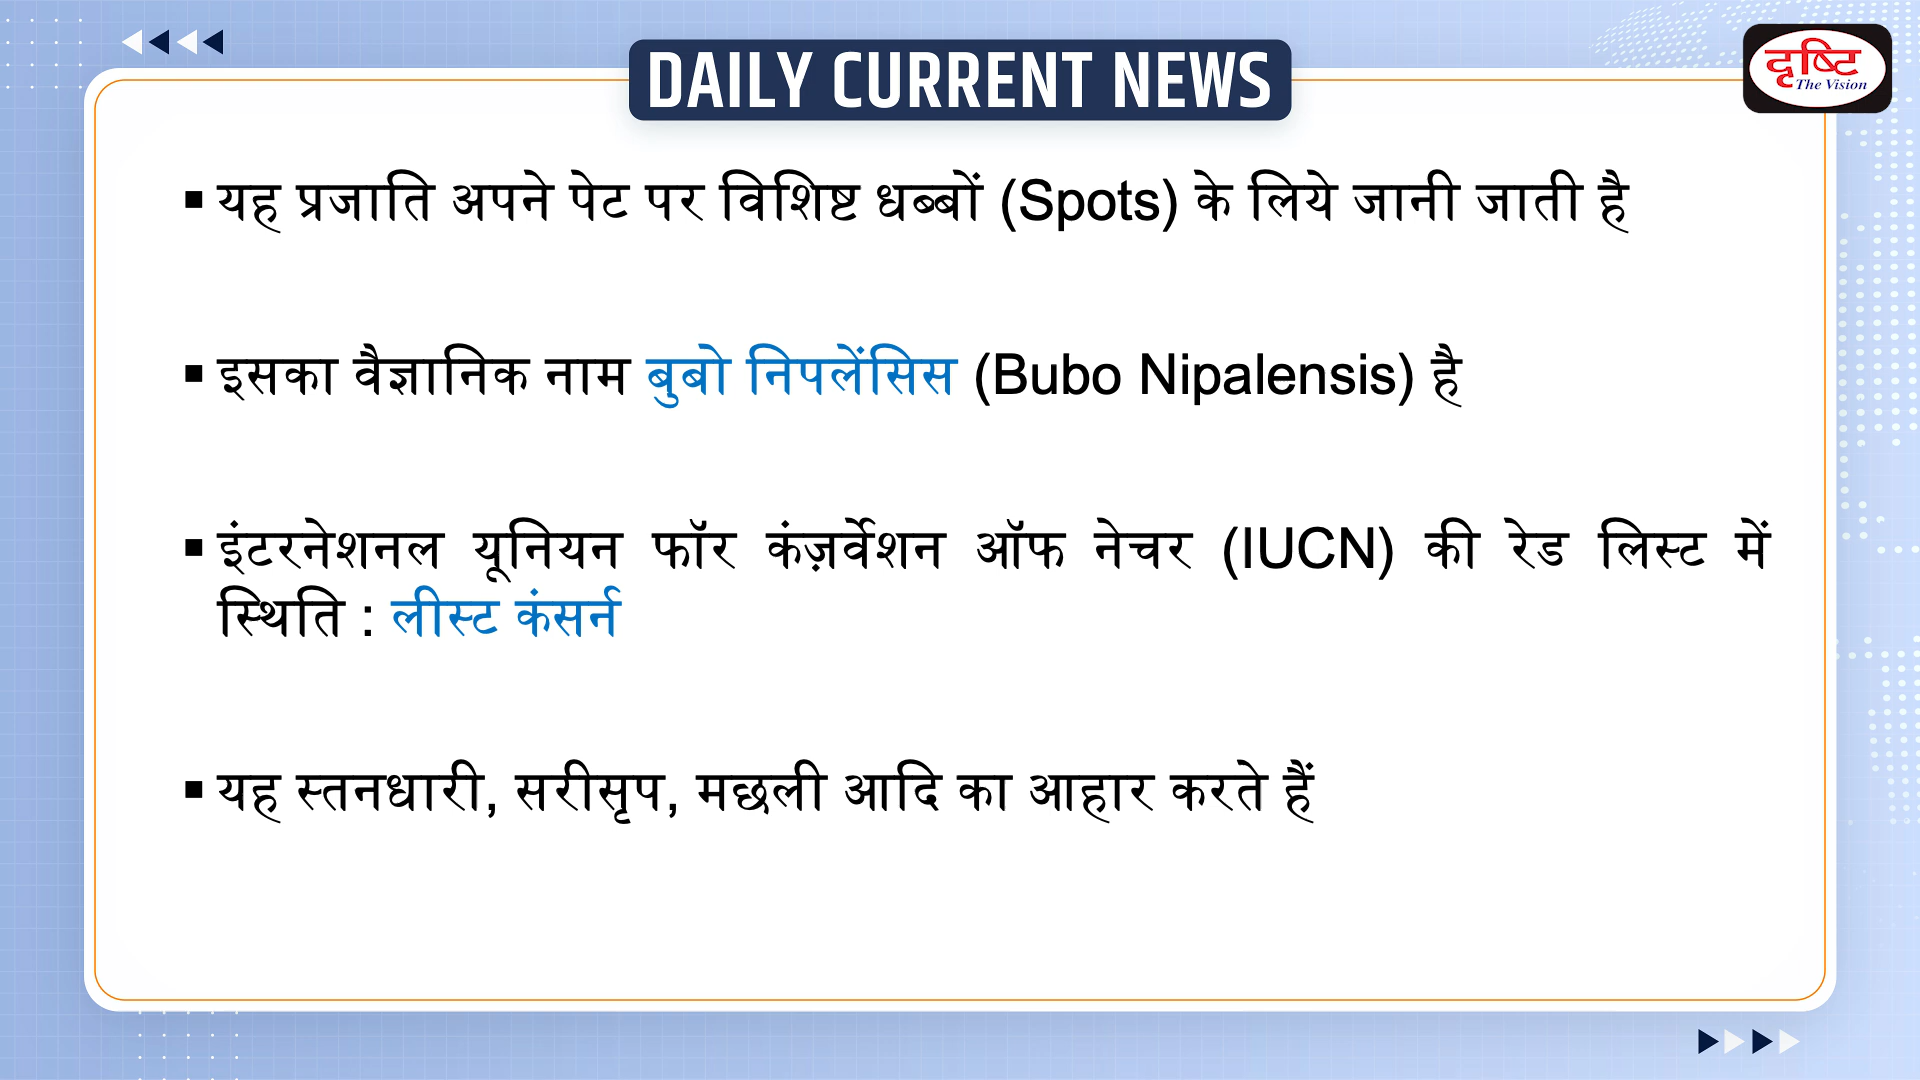 DAILY CURRENT NEWS
दृष्टि
The Vision
▪ यह प्रजाति अपने पेट पर विशिष्ट धब्बों (Spots) के लिये जानी जाती है
▪ इसका वैज्ञानिक नाम बुबो निपलेंसिस (Bubo Nipalensis) है
▪ इंटरनेशनल यूनियन फॉर कंज़र्वेशन ऑफ नेचर (IUCN) की रेड लिस्ट में
स्थिति : लीस्ट कंसर्न
▪ यह स्तनधारी, सरीसृप, मछली आदि का आहार करते हैं